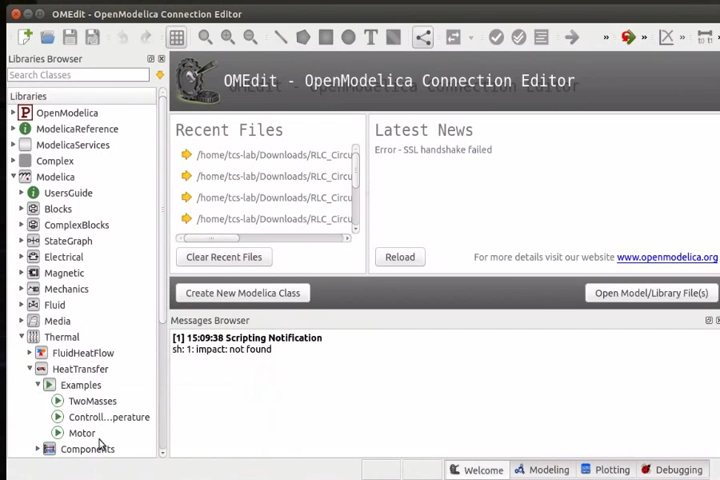 OMEdit - OpenModelica Connection Editor
Libraries Browser
Search Classes
Libraries
OpenModelica
ModelicaReference
ModelicaServices
Complex
Modelica
UsersGuide
Blocks
ComplexBlocks
StateGraph
Electrical
Magnetic
Mechanics
Fluid
Media
Thermal
FluidHeatFlow
HeatTransfer
Examples
TwoMasses
Controll...perature
Motor
Components
OMEdit - OpenModelica Connection Editor
Recent Files
/home/tcs-lab/Downloads/RLC_Circu
/home/tcs-lab/Downloads/RLC_Circu
/home/tcs-lab/Downloads/RLC_Circu
/home/tcs-lab/Downloads/RLC_Circu
Clear Recent Files
Latest News
Error - SSL handshake failed
Reload
For more details visit our website www.openmodelica.org
Create New Modelica Class
Open Model/Library File(s)
Messages Browser
[1] 15:09:38 Scripting Notification
sh: 1: impact: not found
Welcome
Modeling
Plotting
Debugging